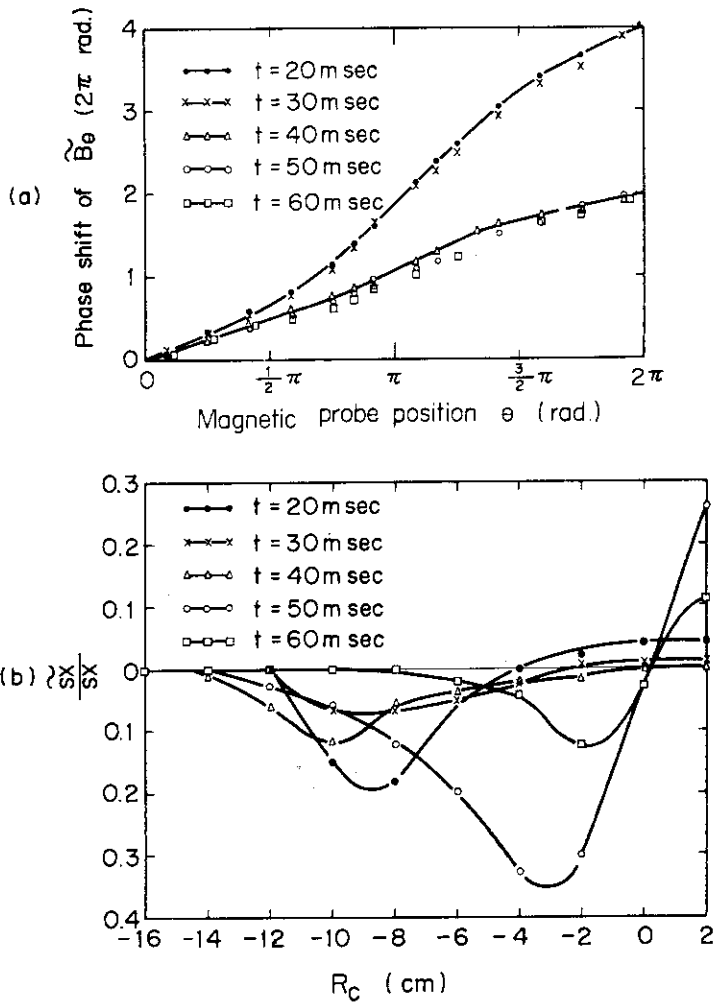 (a)
Phase shift of B̃θ (2π rad.)
4
3
2
1
0
t = 20 m sec
t = 30 m sec
t = 40 m sec
t = 50 m sec
t = 60 m sec
0 1/2 π π 3/2 π 2π
Magnetic probe position θ (rad.)
(b)
S̃X/SX
0.3
0.2
0.1
0
0.1
0.2
0.3
0.4
t = 20 m sec
t = 30 m sec
t = 40 m sec
t = 50 m sec
t = 60 m sec
-16 -14 -12 -10 -8 -6 -4 -2 0 2
Rc (cm)